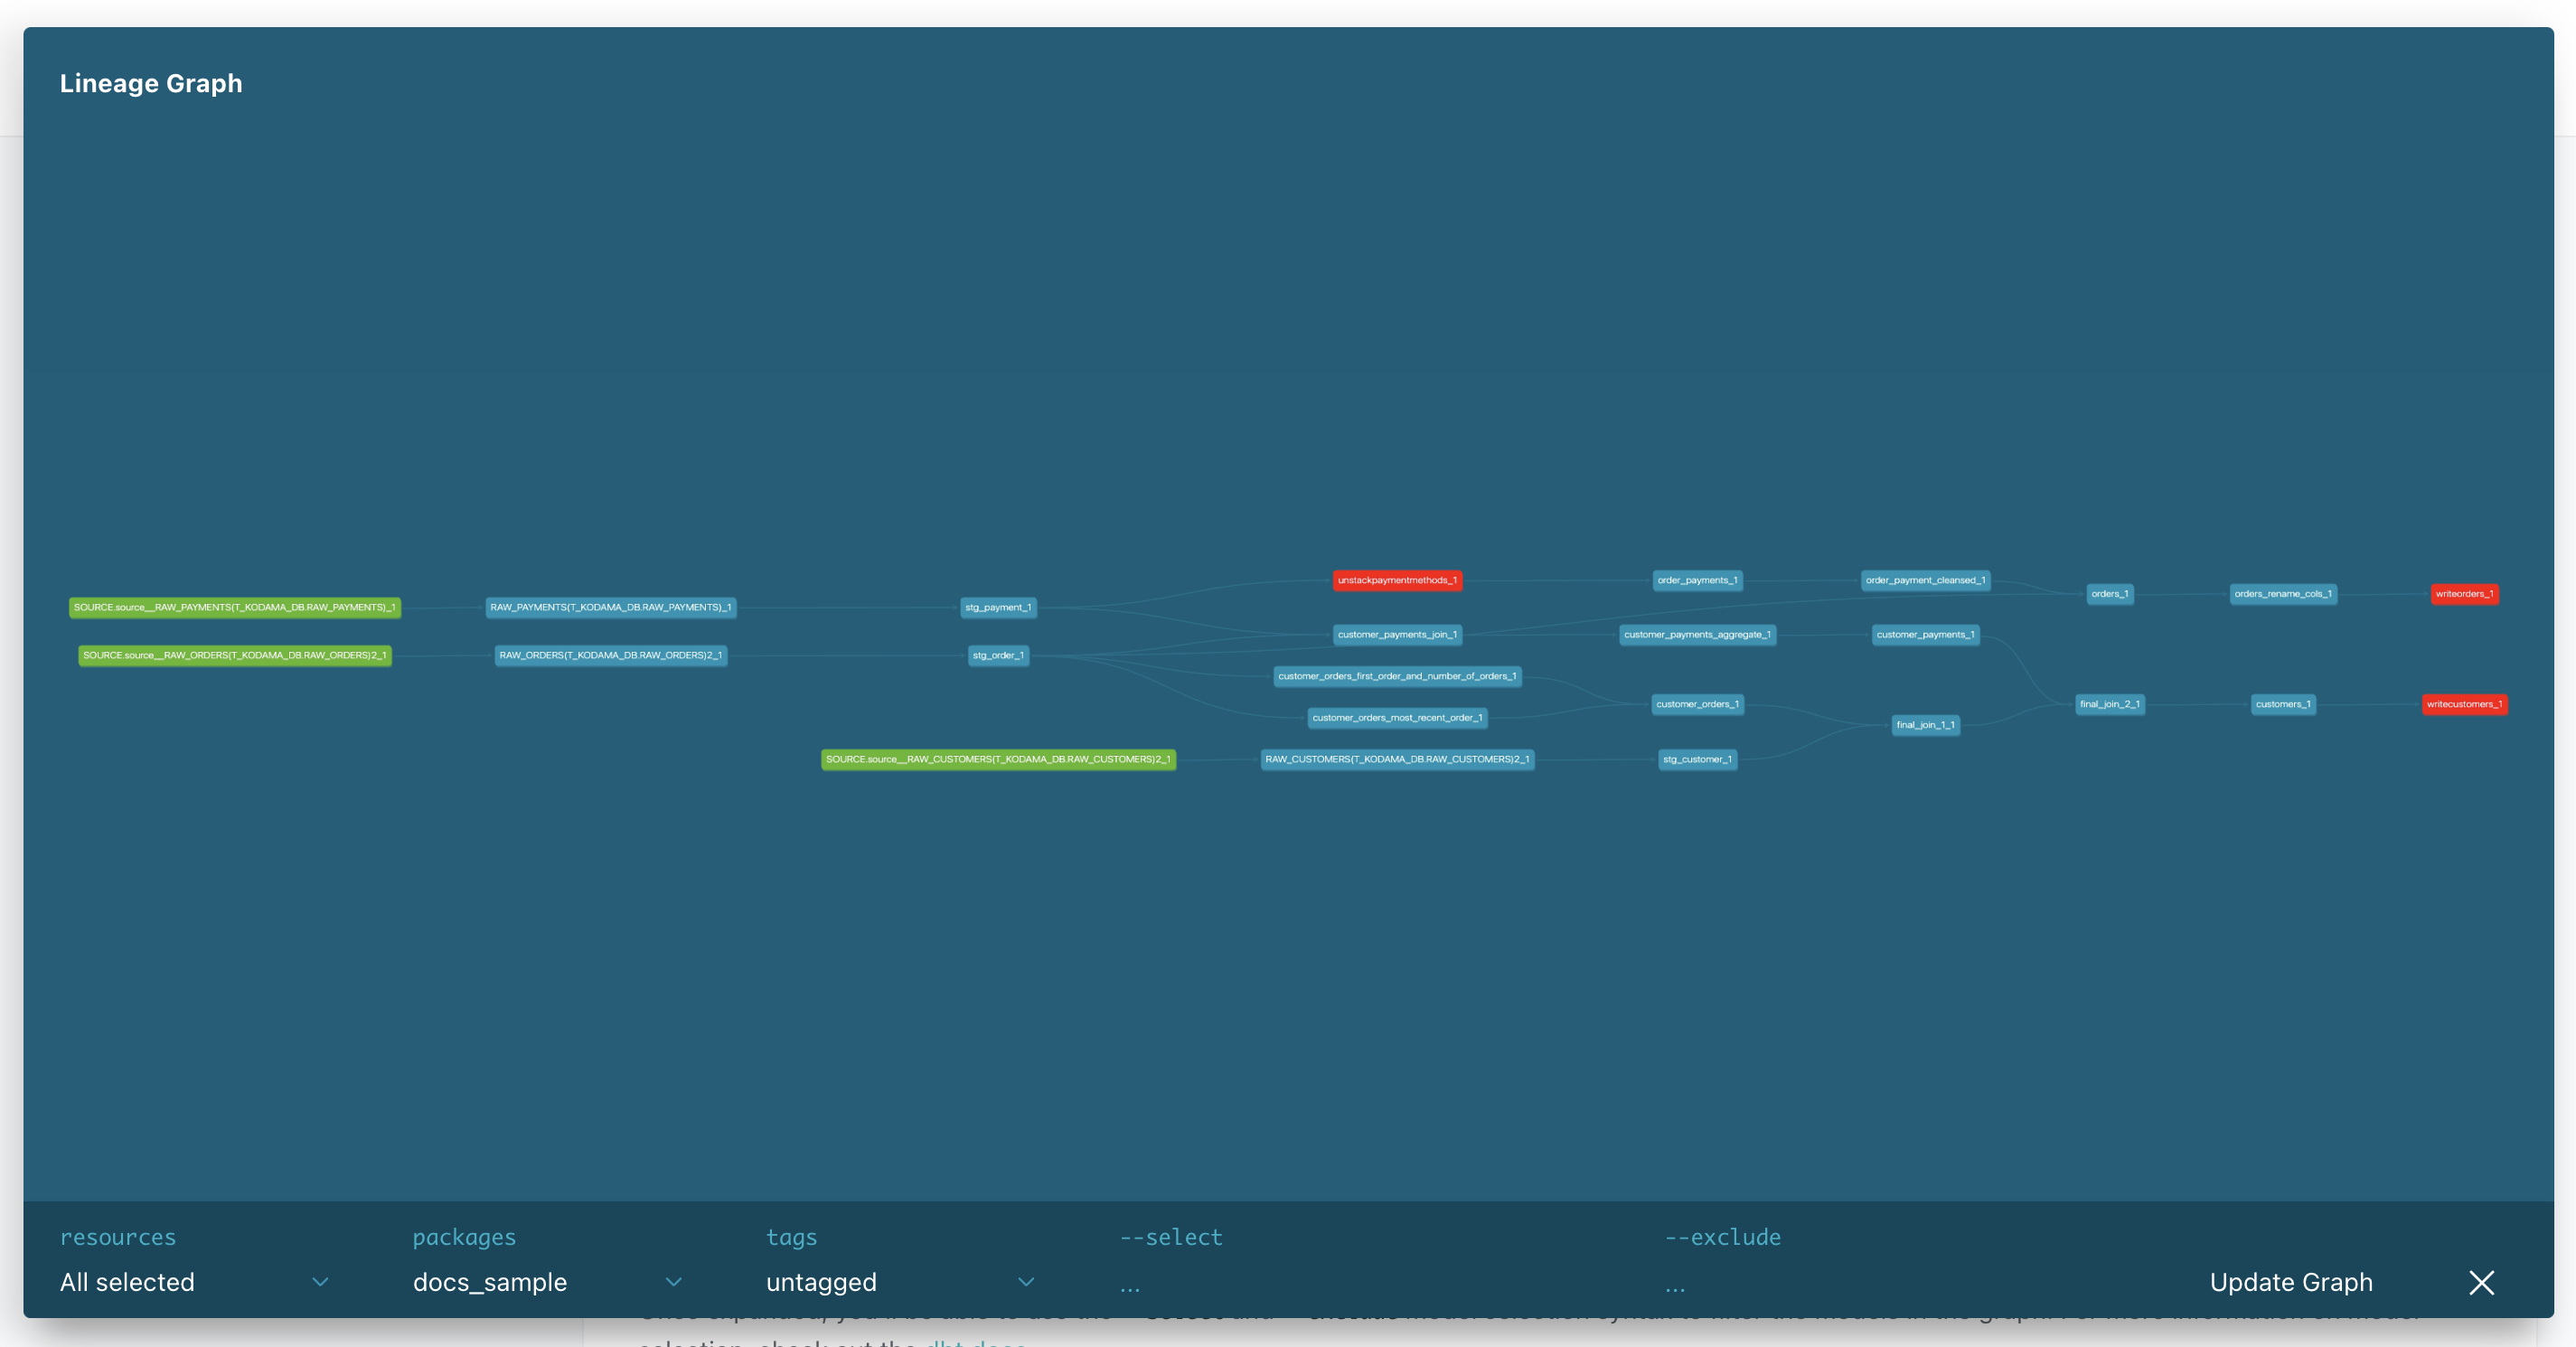 Lineage Graph
unstackpaymentmethods_1
order_payments_1
order_payment_cleansed_1
orders_1
orders_rename_cols_1
writeorders_1
SOURCE.source__RAW_PAYMENTS(T_KODAMA_DB.RAW_PAYMENTS)_1
RAW_PAYMENTS(T_KODAMA_DB.RAW_PAYMENTS)_1
stg_payment_1
customer_payments_join_1
customer_payments_aggregate_1
customer_payments_1
SOURCE.source__RAW_ORDERS(T_KODAMA_DB.RAW_ORDERS)2_1
RAW_ORDERS(T_KODAMA_DB.RAW_ORDERS)2_1
stg_order_1
customer_orders_first_order_and_number_of_orders_1
customer_orders_1
final_join_2_1
customers_1
writecustomers_1
customer_orders_most_recent_order_1
final_join_1_1
SOURCE.source__RAW_CUSTOMERS(T_KODAMA_DB.RAW_CUSTOMERS)2_1
RAW_CUSTOMERS(T_KODAMA_DB.RAW_CUSTOMERS)2_1
stg_customer_1
resources packages tags --select --exclude
All selected docs_sample untagged ... ... Update Graph